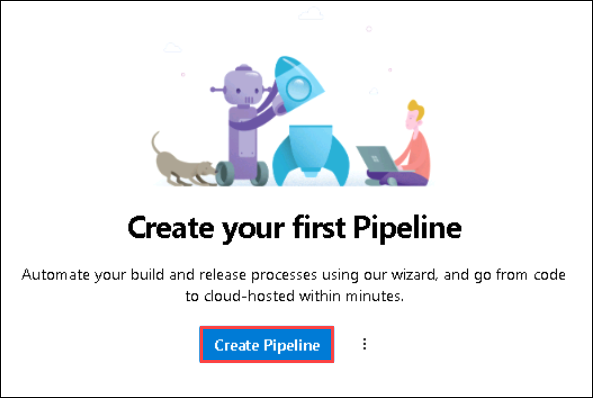 Create your first Pipeline
Automate your build and release processes using our wizard, and go from code
to cloud-hosted within minutes.
Create Pipeline